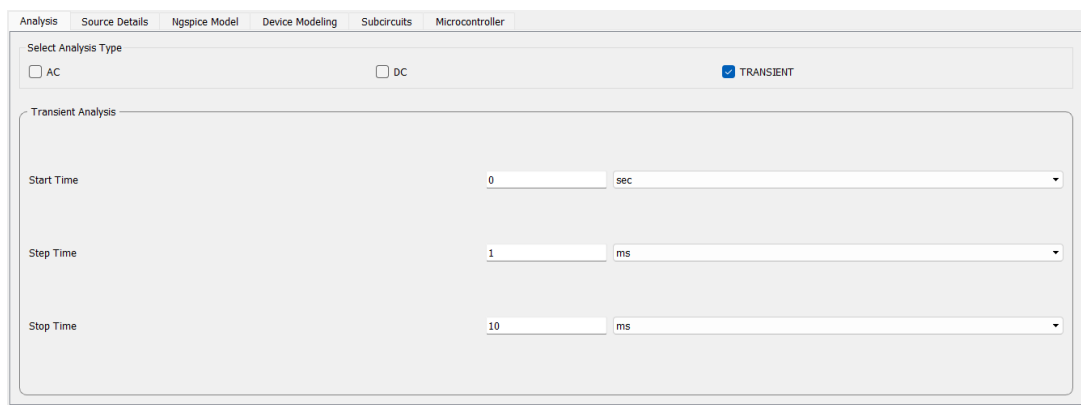 Analysis Source Details Ngspice Model Device Modeling Subcircuits Microcontroller
Select Analysis Type
AC DC TRANSIENT
Transient Analysis
Start Time 0 sec
Step Time 1 ms
Stop Time 10 ms